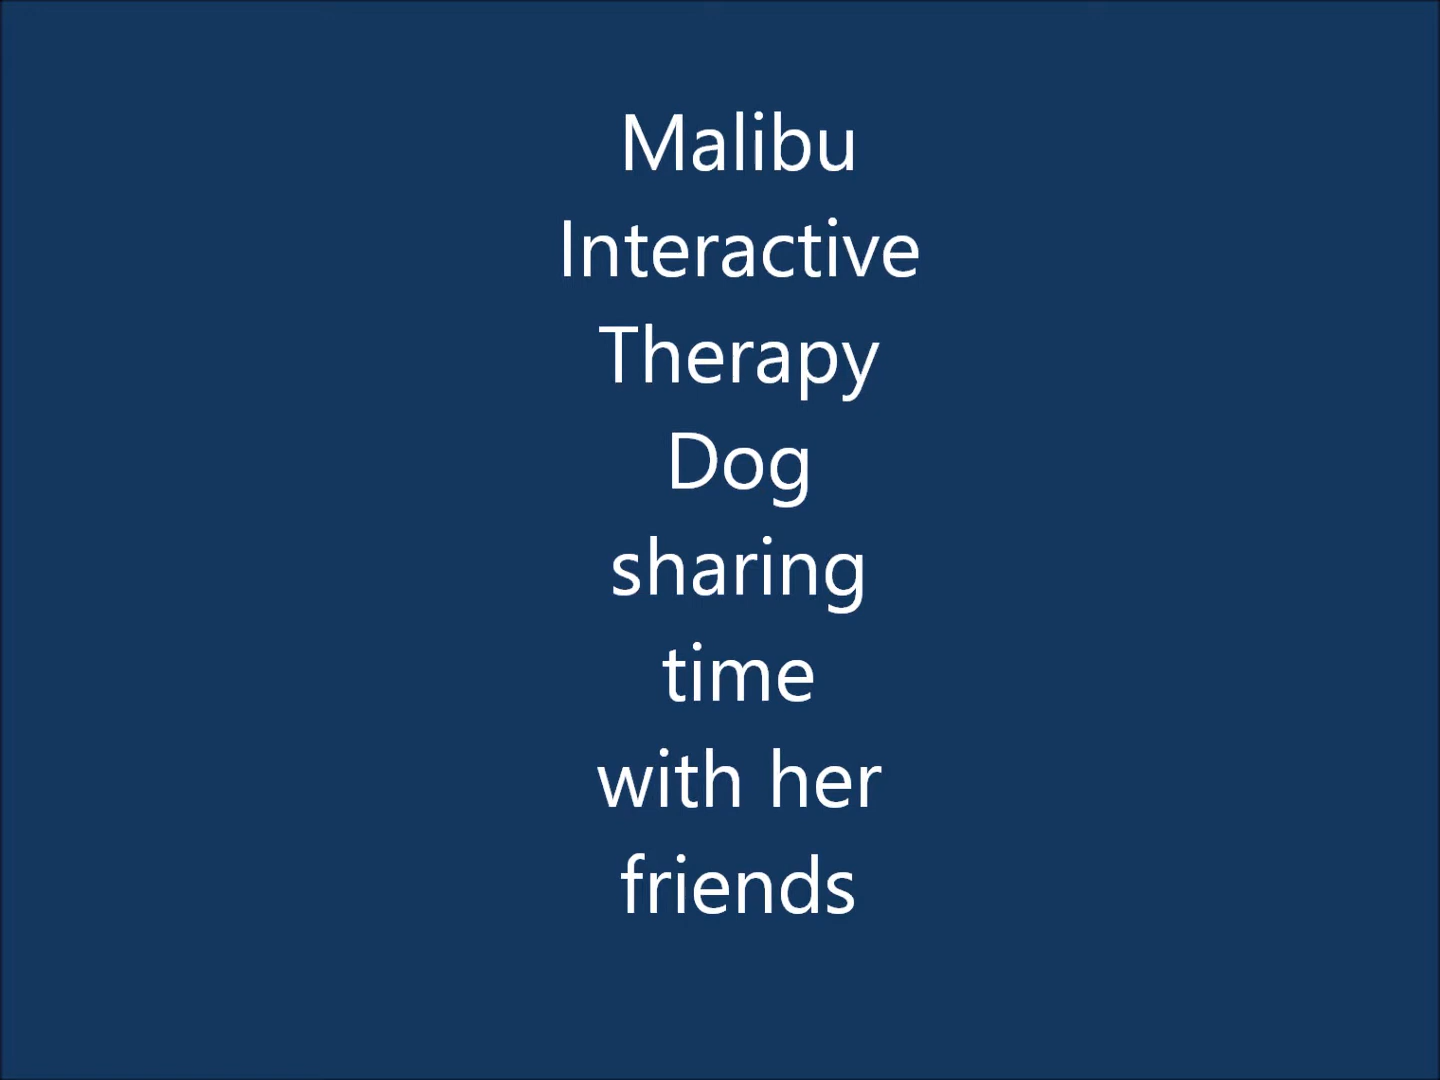 Malibu
Interactive
Therapy
Dog
sharing
time
with her
friends